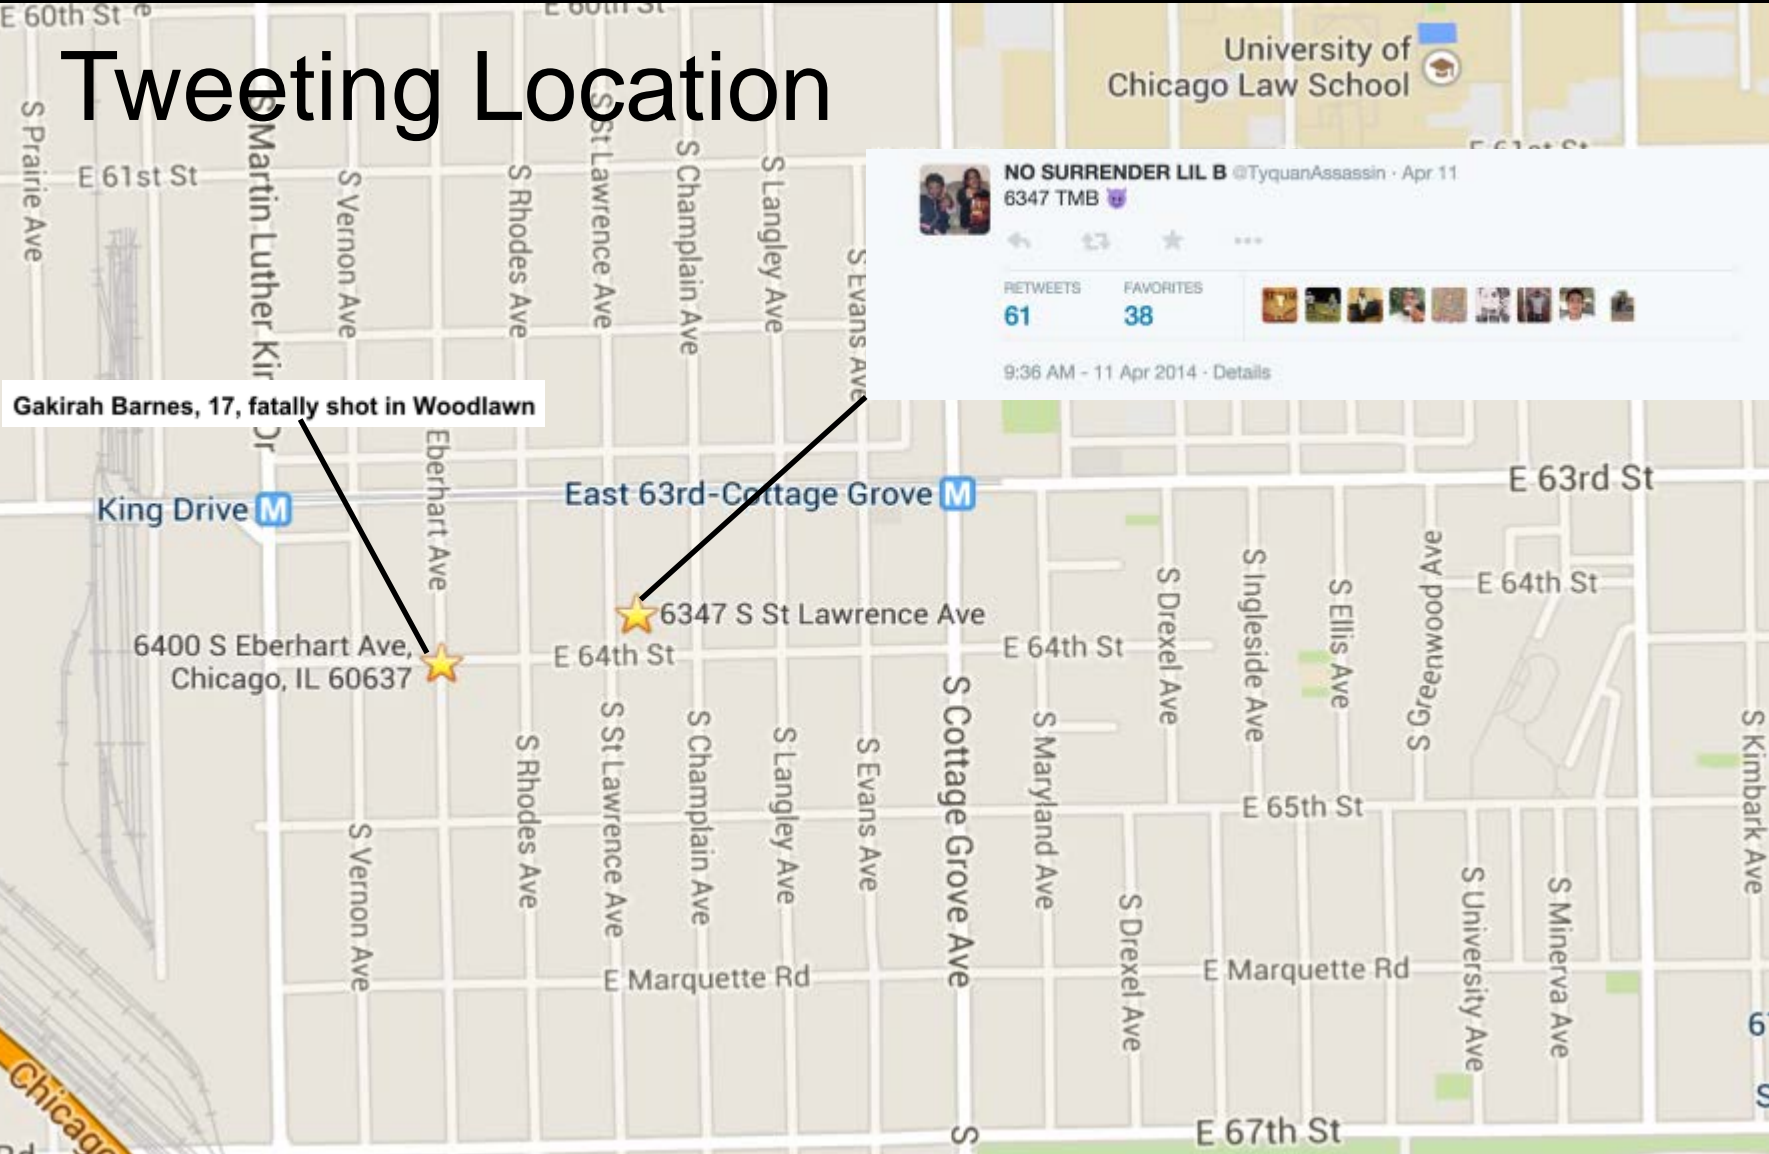 E 60th St
E 60th St
Tweeting Location
University of
Chicago Law School
S Prairie Ave
E 61st St
S Martin Luther King Dr
S Vernon Ave
S Rhodes Ave
S St Lawrence Ave
S Champlain Ave
S Langley Ave
S Evans Ave
E 61st St
NO SURRENDER LIL B @TyquanAssassin · Apr 11
6347 TMB 😈
RETWEETS
61
FAVORITES
38
9:36 AM - 11 Apr 2014 · Details
Gakirah Barnes, 17, fatally shot in Woodlawn
Eberhart Ave
King Drive M
East 63rd-Cottage Grove M
E 63rd St
6347 S St Lawrence Ave
6400 S Eberhart Ave,
Chicago, IL 60637
E 64th St
E 64th St
E 64th St
S Drexel Ave
S Ingleside Ave
S Ellis Ave
S Greenwood Ave
S Vernon Ave
S Rhodes Ave
S St Lawrence Ave
S Champlain Ave
S Langley Ave
S Evans Ave
S Cottage Grove Ave
S Maryland Ave
E 65th St
S Kimbark Ave
S Drexel Ave
S University Ave
S Minerva Ave
E Marquette Rd
E Marquette Rd
Chicago
S
E 67th St